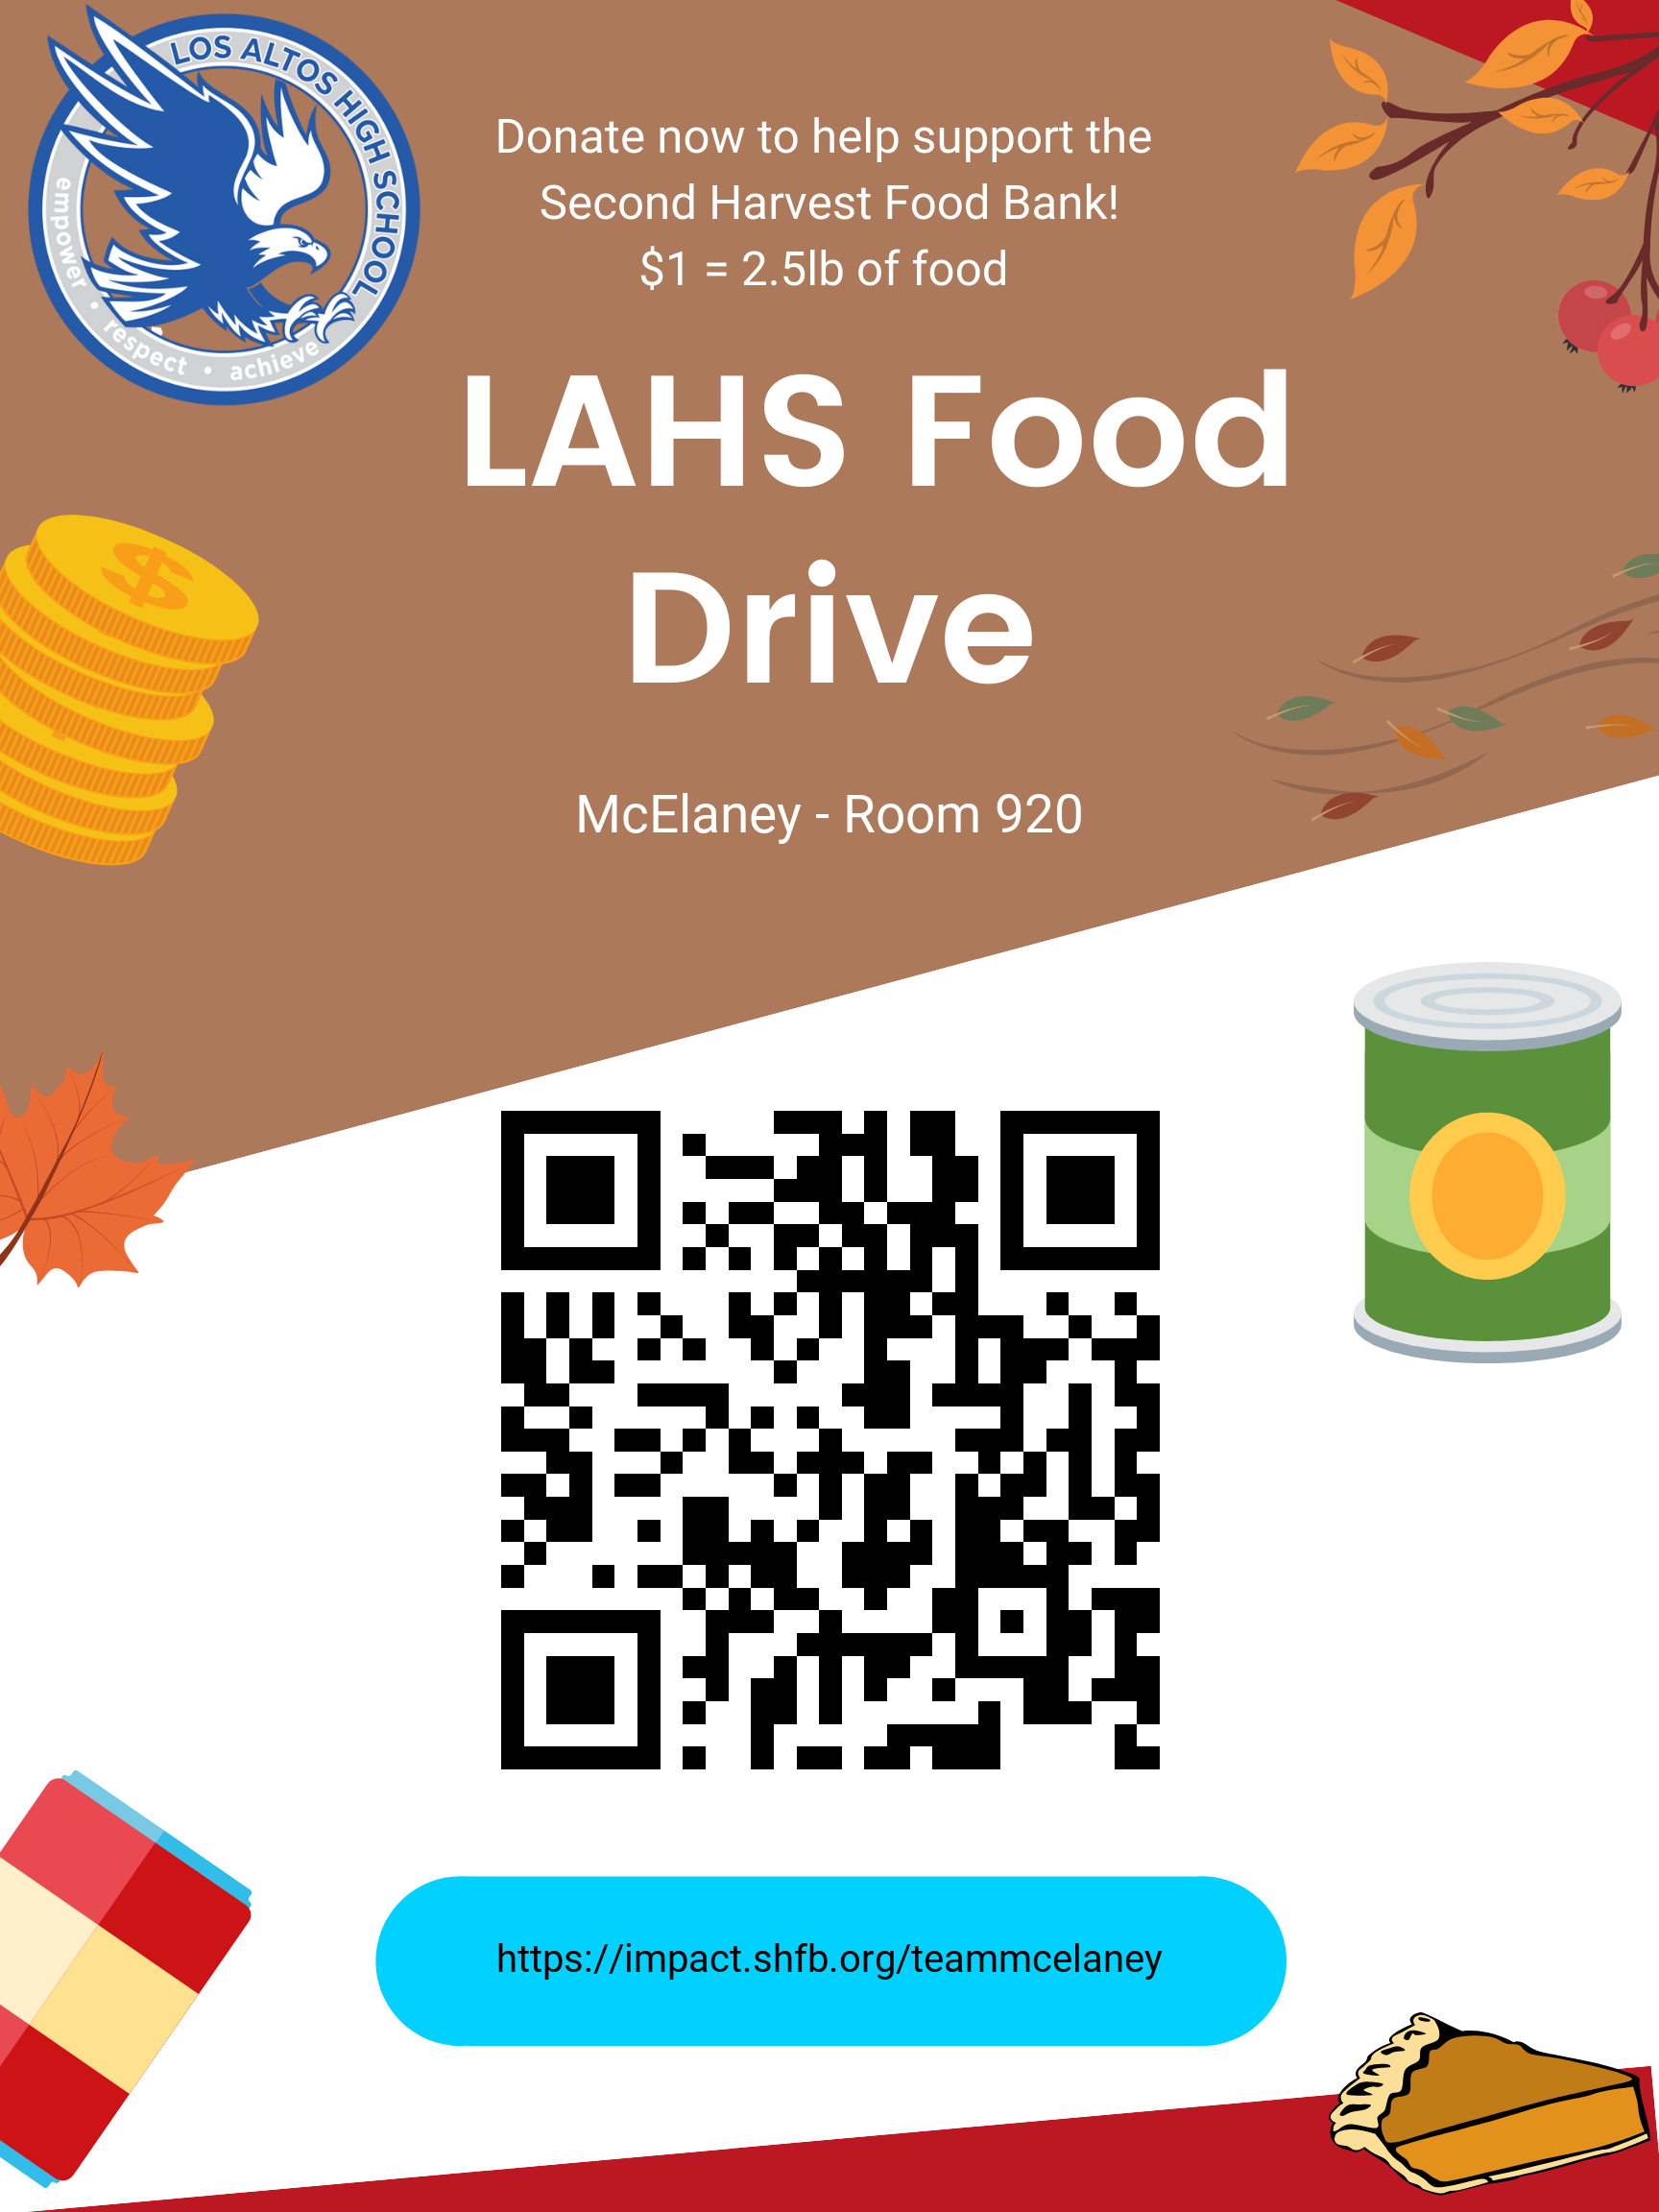 LOS ALTOS HIGH SCHOOL
empower • respect • achieve
Donate now to help support the
Second Harvest Food Bank!
$1 = 2.5lb of food
LAHS Food
Drive
McElaney - Room 920
$
https://impact.shfb.org/teammcelaney